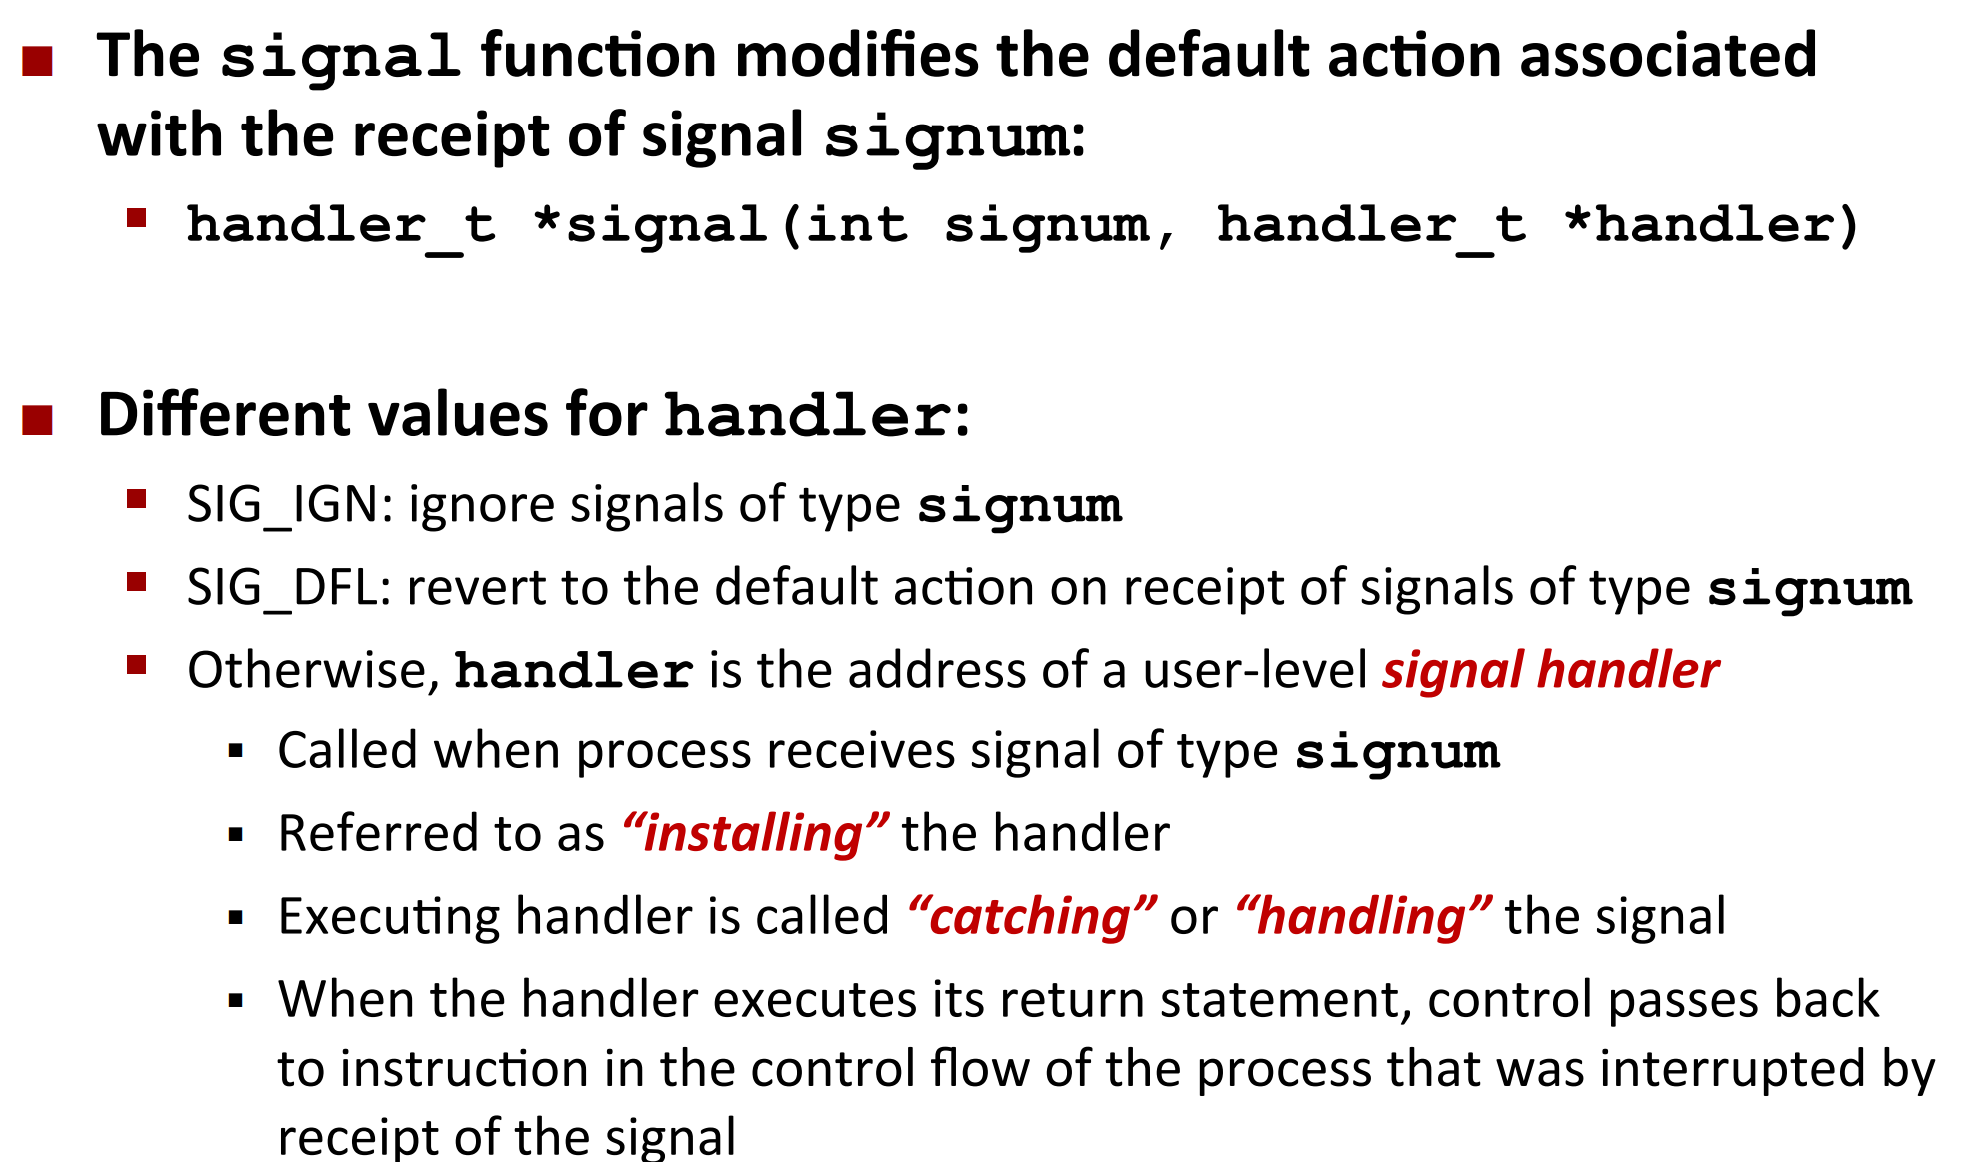 ■ The signal function modifies the default action associated
with the receipt of signal signum:
▪ handler_t *signal(int signum, handler_t *handler)
■ Different values for handler:
▪ SIG_IGN: ignore signals of type signum
▪ SIG_DFL: revert to the default action on receipt of signals of type signum
▪ Otherwise, handler is the address of a user-level signal handler
▪ Called when process receives signal of type signum
▪ Referred to as “installing” the handler
▪ Executing handler is called “catching” or “handling” the signal
▪ When the handler executes its return statement, control passes back
to instruction in the control flow of the process that was interrupted by
receipt of the signal